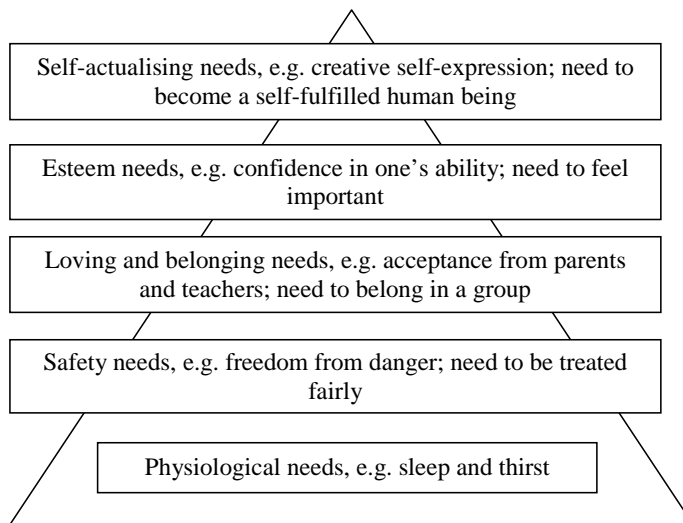 Self-actualising needs, e.g. creative self-expression; need to
become a self-fulfilled human being
Esteem needs, e.g. confidence in one’s ability; need to feel
important
Loving and belonging needs, e.g. acceptance from parents
and teachers; need to belong in a group
Safety needs, e.g. freedom from danger; need to be treated
fairly
Physiological needs, e.g. sleep and thirst